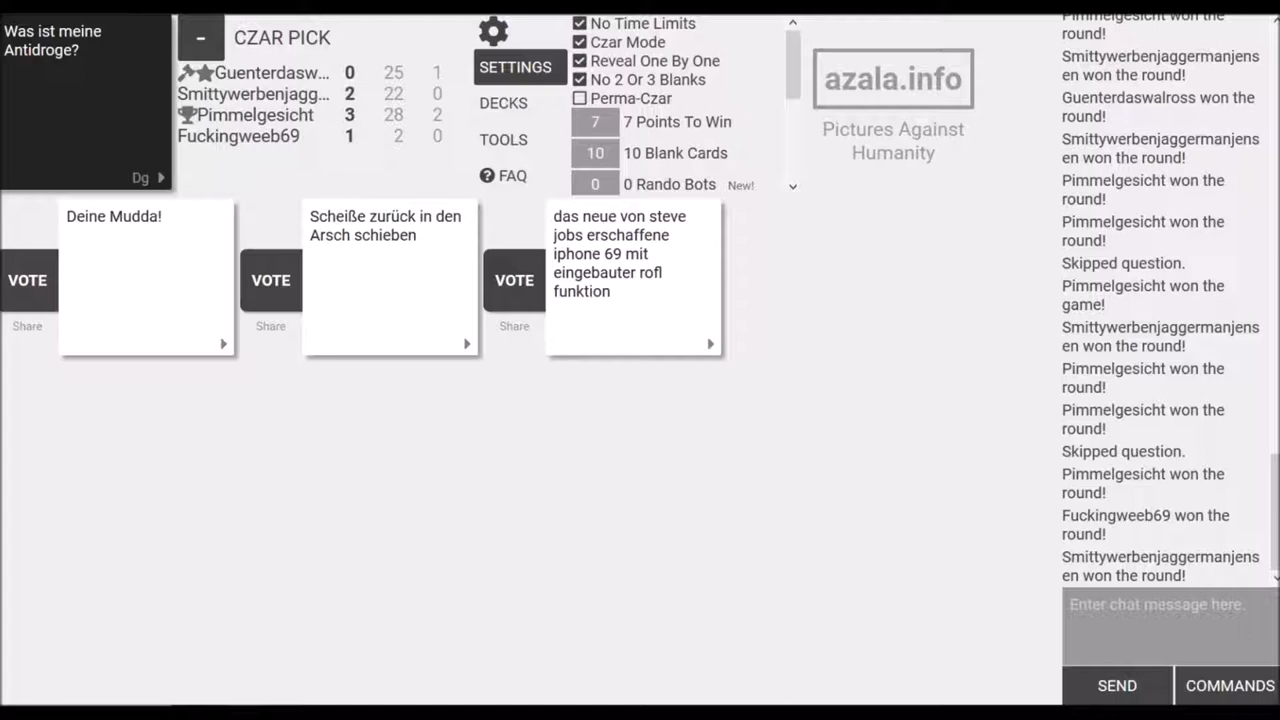 Was ist meine
Antidroge?
Dg
-
CZAR PICK
Guenterdasw... 0 25 1
Smittywerbenjagg... 2 22 0
Pimmelgesicht 3 28 2
Fuckingweeb69 1 2 0
SETTINGS
DECKS
TOOLS
FAQ
No Time Limits
Czar Mode
Reveal One By One
No 2 Or 3 Blanks
Perma-Czar
7 7 Points To Win
10 10 Blank Cards
0 0 Rando Bots New!
azala.info
Pictures Against
Humanity
VOTE
Share
Deine Mudda!
VOTE
Share
Scheiße zurück in den
Arsch schieben
VOTE
Share
das neue von steve
jobs erschaffene
iphone 69 mit
eingebauter rofl
funktion
Pimmelgesicht won the
round!
Smittywerbenjaggermanjens
en won the round!
Guenterdaswalross won the
round!
Smittywerbenjaggermanjens
en won the round!
Pimmelgesicht won the
round!
Pimmelgesicht won the
round!
Skipped question.
Pimmelgesicht won the
game!
Smittywerbenjaggermanjens
en won the round!
Pimmelgesicht won the
round!
Pimmelgesicht won the
round!
Skipped question.
Pimmelgesicht won the
round!
Fuckingweeb69 won the
round!
Smittywerbenjaggermanjens
en won the round!
Enter chat message here.
SEND
COMMANDS